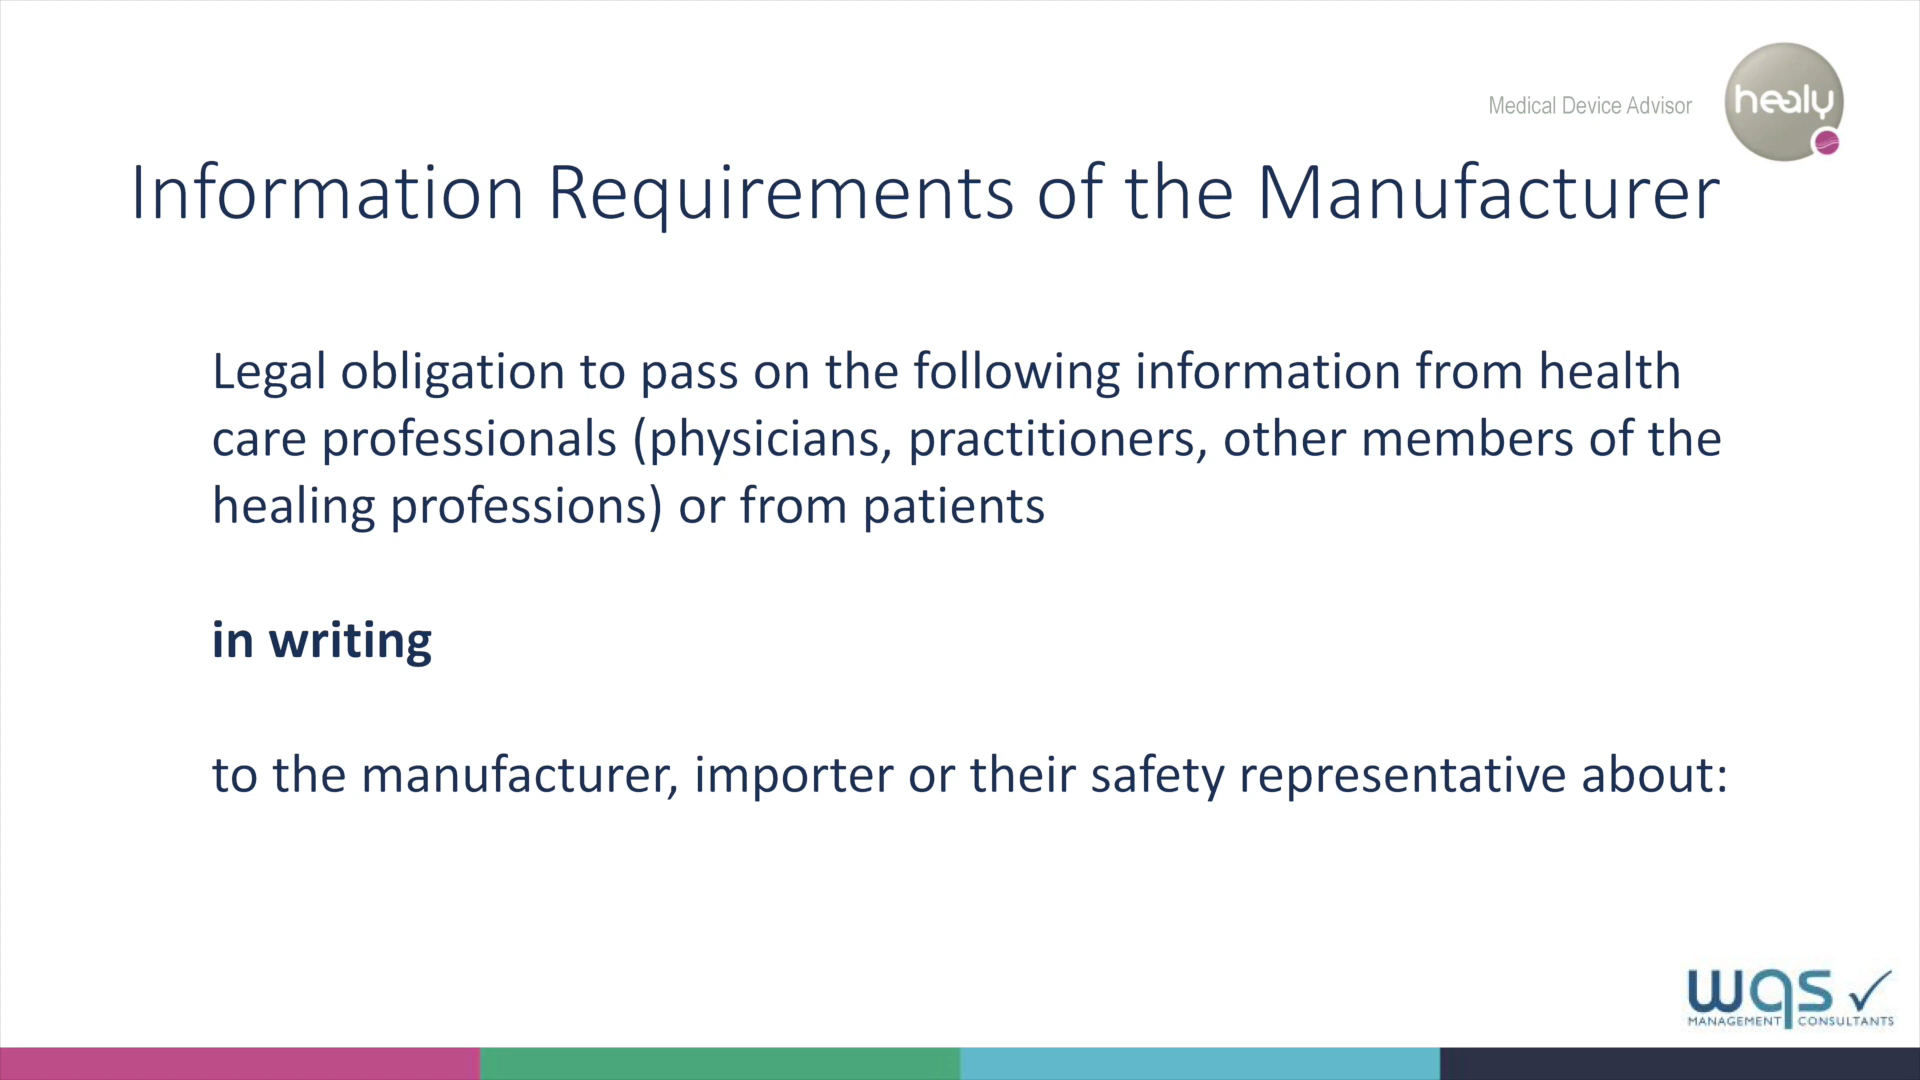 Medical Device Advisor
healy
Information Requirements of the Manufacturer
Legal obligation to pass on the following information from health
care professionals (physicians, practitioners, other members of the
healing professions) or from patients
in writing
to the manufacturer, importer or their safety representative about:
wqs
MANAGEMENT CONSULTANTS